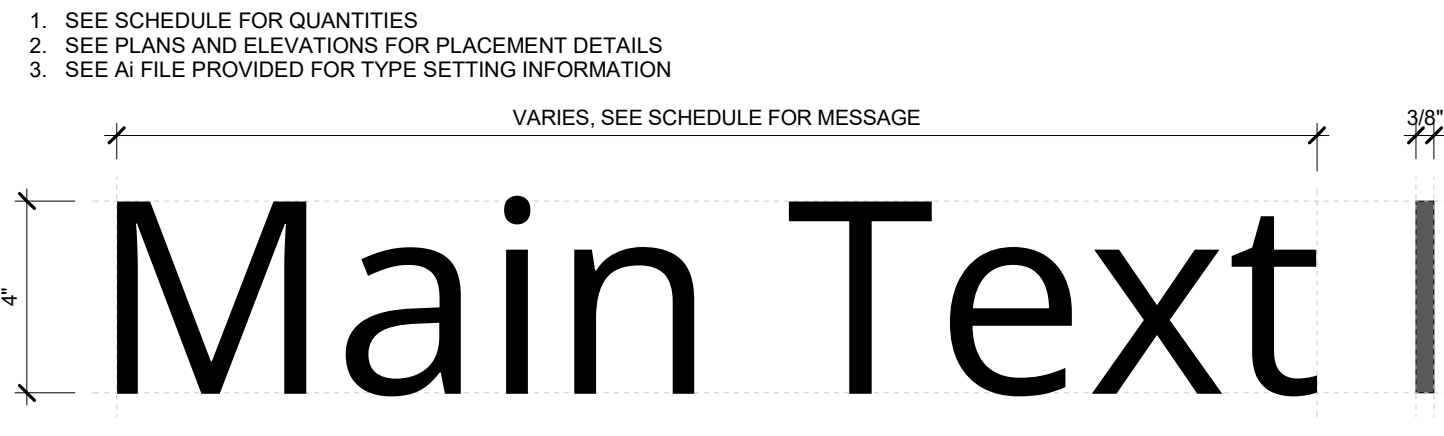 1. SEE SCHEDULE FOR QUANTITIES
2. SEE PLANS AND ELEVATIONS FOR PLACEMENT DETAILS
3. SEE Ai FILE PROVIDED FOR TYPE SETTING INFORMATION
VARIES, SEE SCHEDULE FOR MESSAGE
3/8"
4"
Main Text